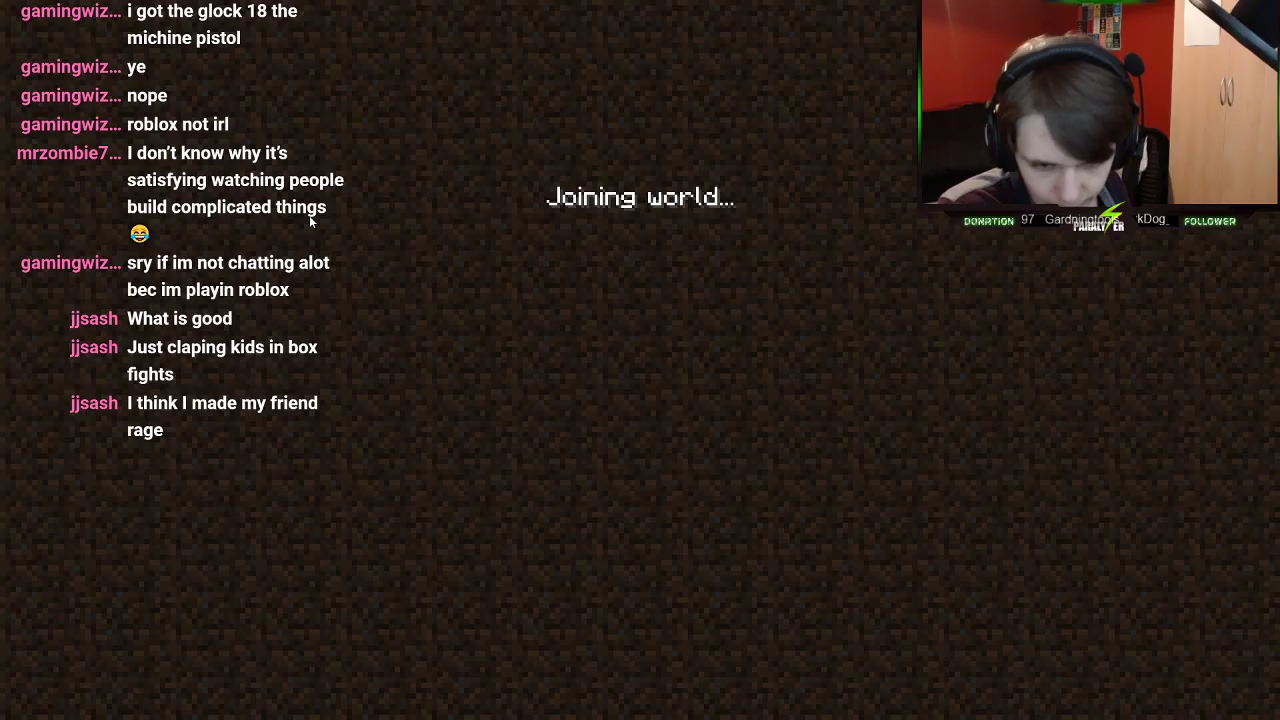 gamingwiz... i got the glock 18 the
michine pistol
gamingwiz... ye
gamingwiz... nope
gamingwiz... roblox not irl
mrzombie7... I don’t know why it’s
satisfying watching people
build complicated things
😂
gamingwiz... sry if im not chatting alot
bec im playin roblox
jjsash What is good
jjsash Just claping kids in box
fights
jjsash I think I made my friend
rage
Joining world...
DONATION 97 Gardningtools kDog_ FOLLOWER